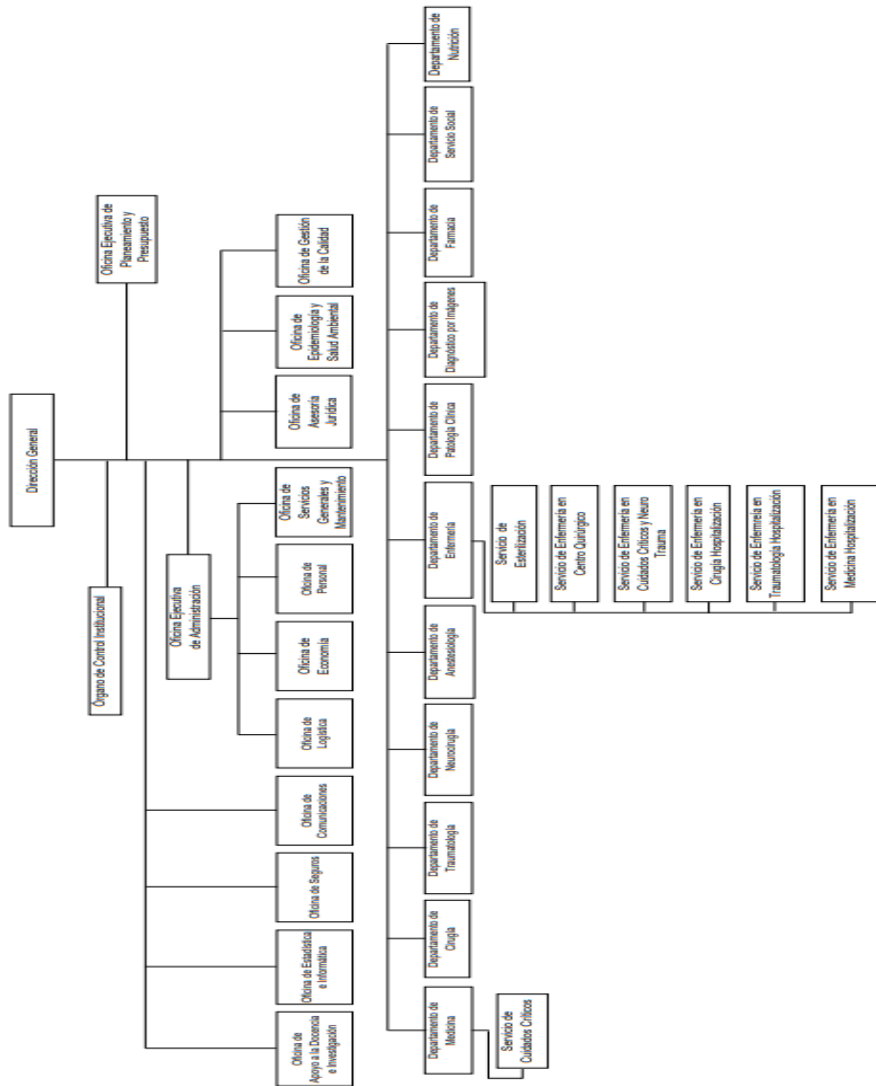 Dirección General
Órgano de Control Institucional
Oficina Ejecutiva de
Planeamiento y
Presupuesto
Oficina Ejecutiva
de Administración
Oficina de
Apoyo a la Docencia
e Investigación
Oficina de Estadística
e Informática
Oficina de Seguros
Oficina de
Comunicaciones
Oficina de
Logística
Oficina de
Economía
Oficina de
Personal
Oficina de
Servicios
Generales y
Mantenimiento
Oficina de
Asesoría
Jurídica
Oficina de
Epidemiología y
Salud Ambiental
Oficina de Gestión
de la Calidad
Departamento de
Medicina
Departamento de
Cirugía
Departamento de
Traumatología
Departamento de
Neurocirugía
Departamento de
Anestesiología
Departamento de
Enfermería
Departamento de
Patología Clínica
Departamento de
Diagnóstico por Imágenes
Departamento de
Farmacia
Departamento de
Servicio Social
Departamento de
Nutrición
Servicio de
Cuidados Críticos
Servicio de
Esterilización
Servicio de Enfermería en
Centro Quirúrgico
Servicio de Enfermería en
Cuidados Críticos y Neuro
Trauma
Servicio de Enfermería en
Cirugía Hospitalización
Servicio de Enfermreía en
Traumatología Hospitalización
Servicio de Enfermería en
Medicina Hospitalización